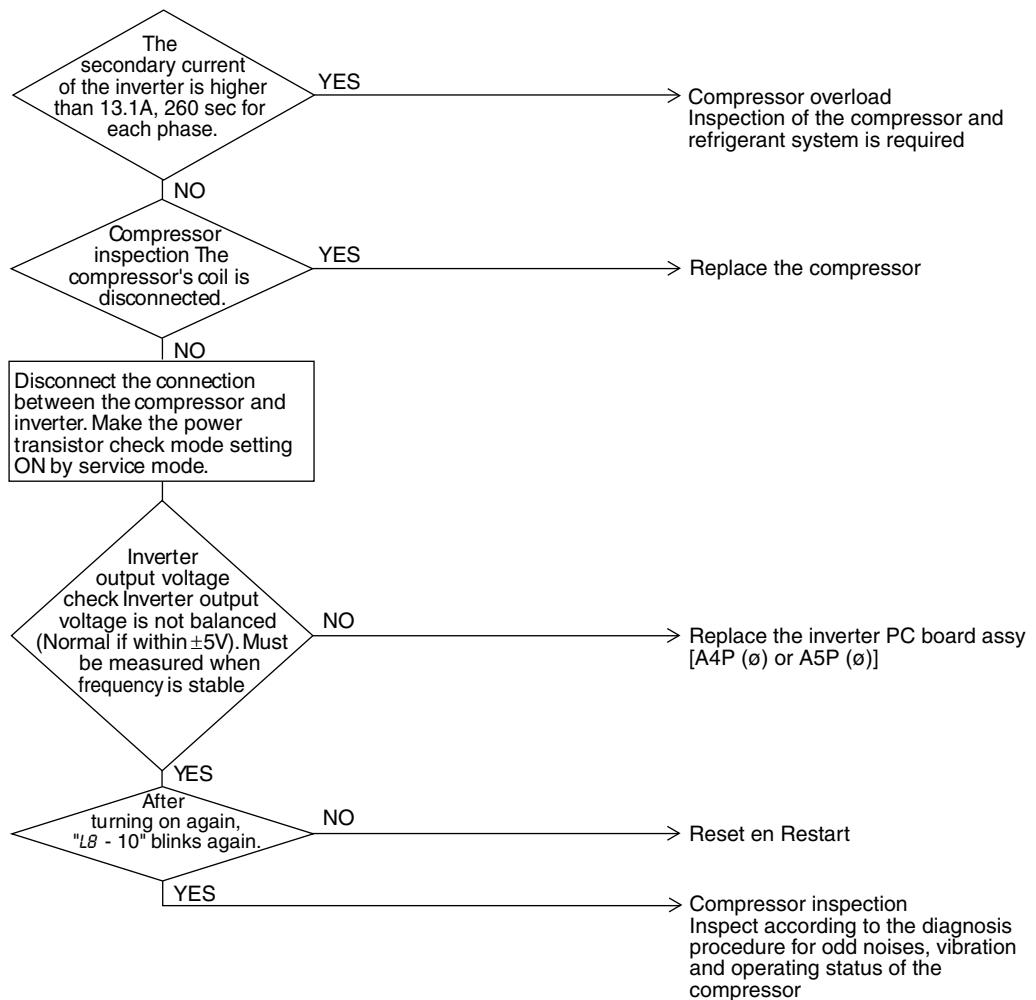 The
secondary current
of the inverter is higher
than 13.1A, 260 sec for
each phase.
YES
Compressor overload
Inspection of the compressor and
refrigerant system is required
NO
Compressor
inspection The
compressor's coil is
disconnected.
YES
Replace the compressor
NO
Disconnect the connection
between the compressor and
inverter. Make the power
transistor check mode setting
ON by service mode.
Inverter
output voltage
check Inverter output
voltage is not balanced
(Normal if within ±5V). Must
be measured when
frequency is stable
NO
Replace the inverter PC board assy
[A4P (ø) or A5P (ø)]
YES
After
turning on again,
"L8 - 10" blinks again.
NO
Reset en Restart
YES
Compressor inspection
Inspect according to the diagnosis
procedure for odd noises, vibration
and operating status of the
compressor